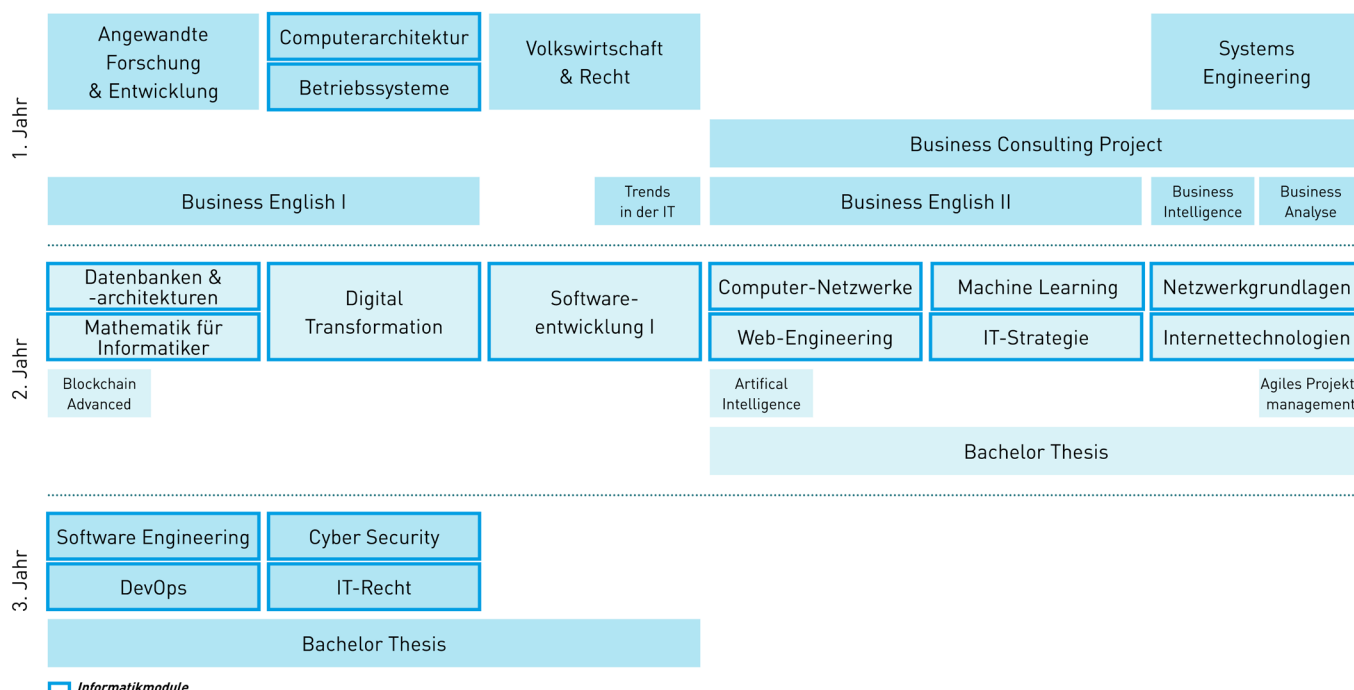 1. Jahr
Angewandte
Forschung
& Entwicklung
Computerarchitektur
Betriebssysteme
Volkswirtschaft
& Recht
Systems
Engineering
Business Consulting Project
Business English I
Trends
in der IT
Business English II
Business
Intelligence
Business
Analyse
2. Jahr
Datenbanken &
-architekturen
Mathematik für
Informatiker
Digital
Transformation
Software-
entwicklung I
Computer-Netzwerke
Web-Engineering
Machine Learning
IT-Strategie
Netzwerkgrundlagen
Internettechnologien
Blockchain
Advanced
Artifical
Intelligence
Agiles Projekt
management
Bachelor Thesis
3. Jahr
Software Engineering
DevOps
Cyber Security
IT-Recht
Bachelor Thesis
Informatikmodule